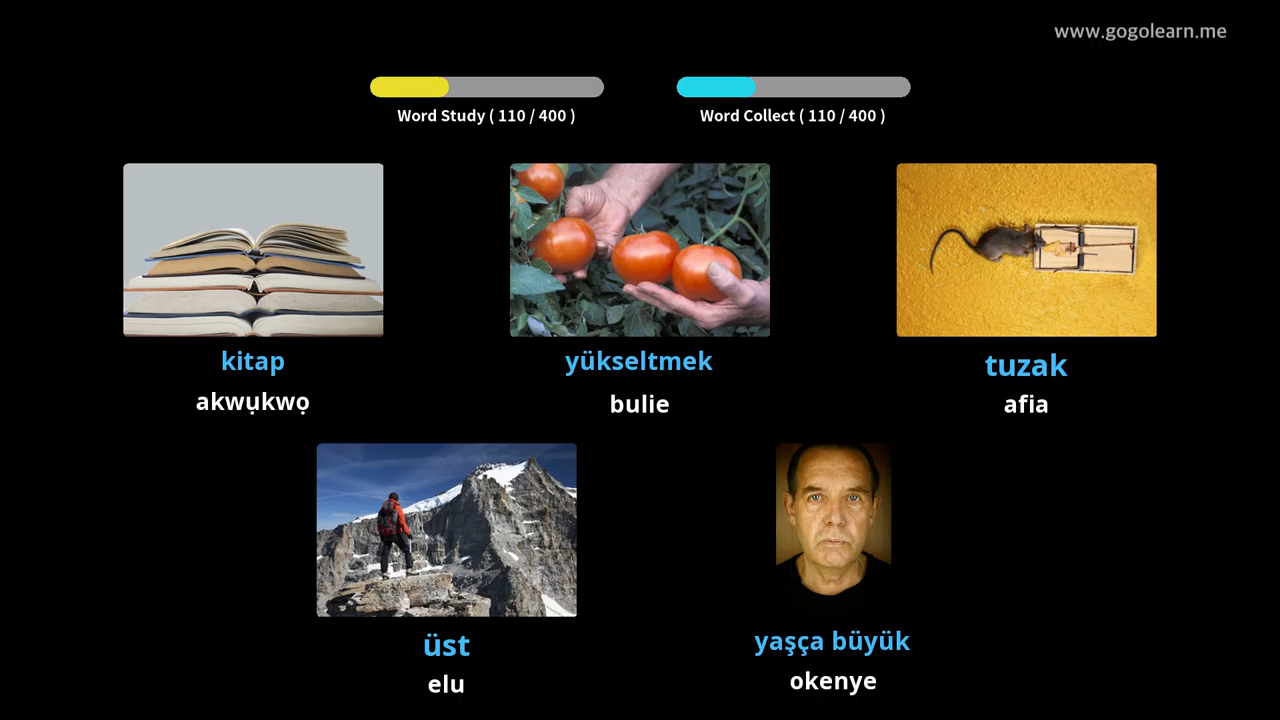 www.gogolearn.me
Word Study ( 110 / 400 )
Word Collect ( 110 / 400 )
kitap
akwụkwọ
yükseltmek
bulie
tuzak
afia
üst
elu
yaşça büyük
okenye